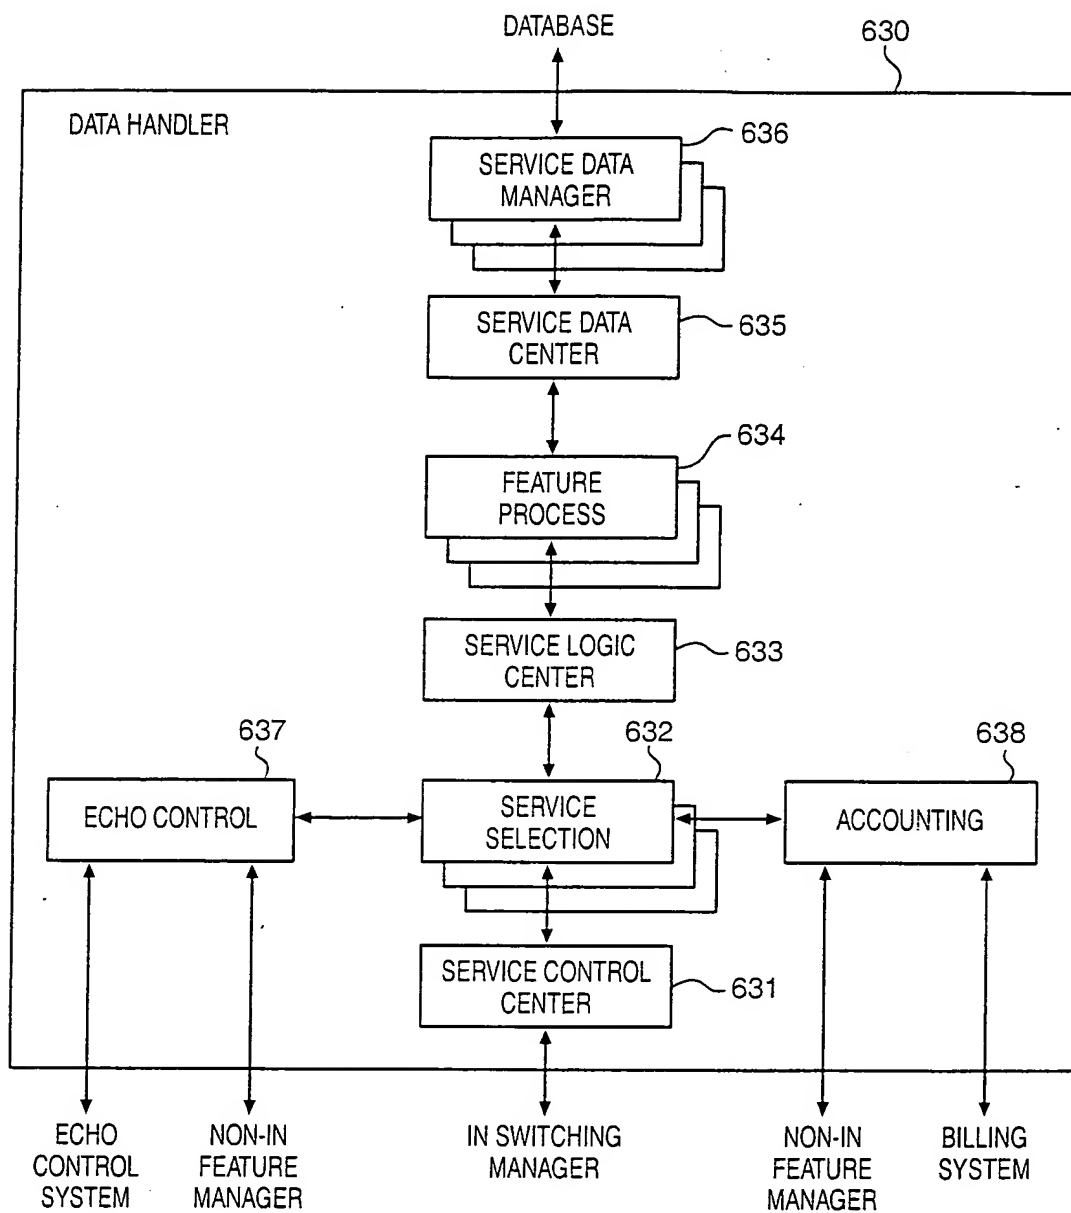 DATABASE
630
DATA HANDLER
636
SERVICE DATA
MANAGER
SERVICE DATA
CENTER
635
634
FEATURE
PROCESS
SERVICE LOGIC
CENTER
633
637
632
638
ECHO CONTROL
SERVICE
SELECTION
ACCOUNTING
SERVICE CONTROL
CENTER
631
ECHO
CONTROL
SYSTEM
NON-IN
FEATURE
MANAGER
IN SWITCHING
MANAGER
NON-IN
FEATURE
MANAGER
BILLING
SYSTEM